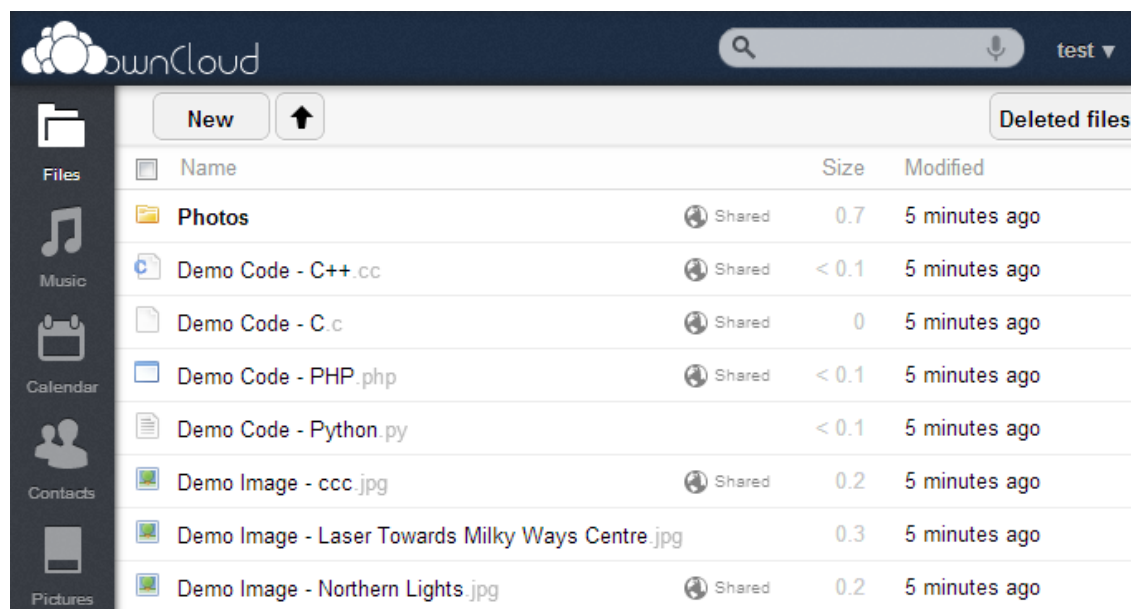 ownCloud test ▼
New Deleted files
Files
Name Size Modified
Photos Shared 0.7 5 minutes ago
Demo Code - C++.cc Shared < 0.1 5 minutes ago
Music
Demo Code - C.c Shared 0 5 minutes ago
Demo Code - PHP.php Shared < 0.1 5 minutes ago
Calendar
Demo Code - Python.py < 0.1 5 minutes ago
Demo Image - ccc.jpg Shared 0.2 5 minutes ago
Contacts
Demo Image - Laser Towards Milky Ways Centre.jpg 0.3 5 minutes ago
Demo Image - Northern Lights.jpg Shared 0.2 5 minutes ago
Pictures